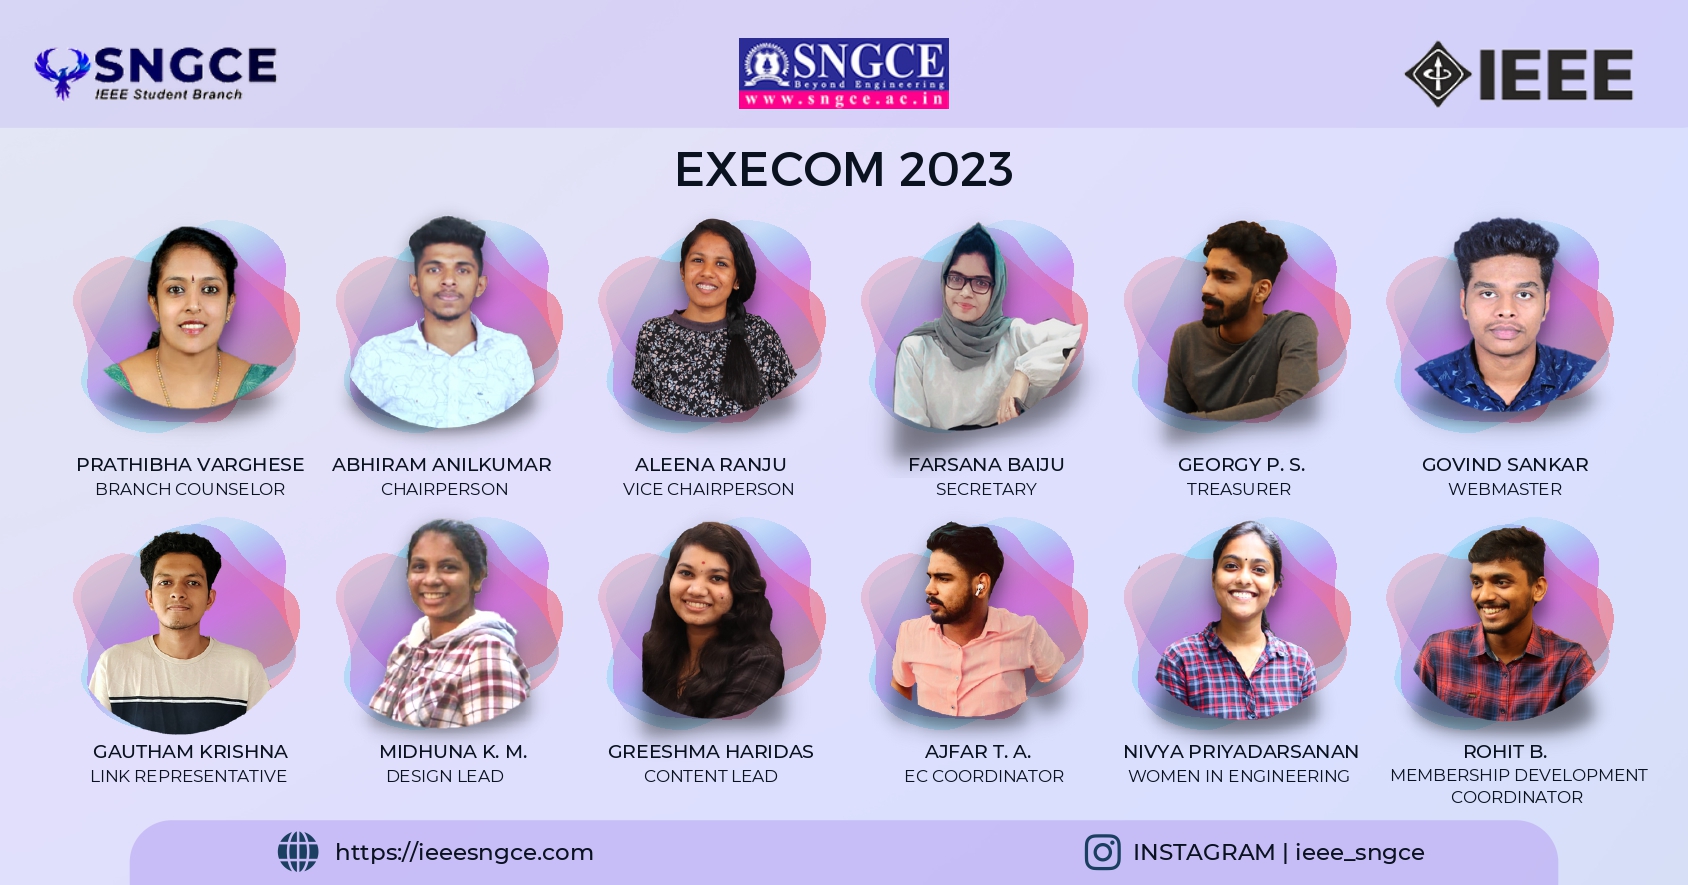 SNGCE
IEEE Student Branch
SNGCE
Beyond Engineering
www.sngce.ac.in
IEEE
EXECOM 2023
PRATHIBHA VARGHESE
BRANCH COUNSELOR
ABHIRAM ANILKUMAR
CHAIRPERSON
ALEENA RANJU
VICE CHAIRPERSON
FARSANA BAIJU
SECRETARY
GEORGY P. S.
TREASURER
GOVIND SANKAR
WEBMASTER
GAUTHAM KRISHNA
LINK REPRESENTATIVE
MIDHUNA K. M.
DESIGN LEAD
GREESHMA HARIDAS
CONTENT LEAD
AJFAR T. A.
EC COORDINATOR
NIVYA PRIYADARSANAN
WOMEN IN ENGINEERING
ROHIT B.
MEMBERSHIP DEVELOPMENT
COORDINATOR
https://ieeesngce.com
INSTAGRAM | ieee_sngce